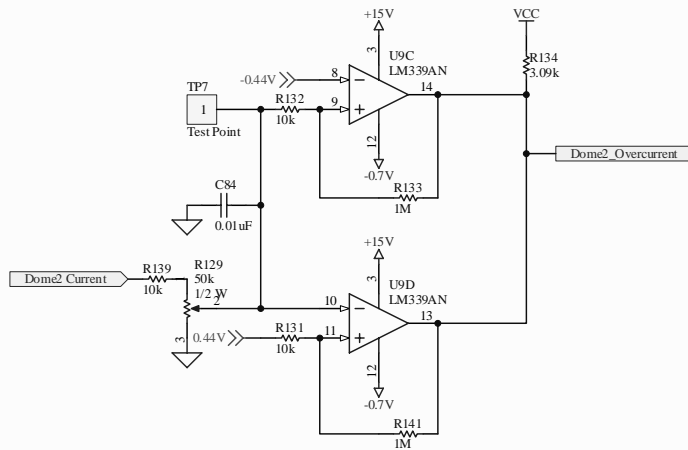 +15V
VCC
3
U9C
LM339AN
R134
3.09k
-0.44V
8
14
TP7
1
Test Point
R132
10k
9
12
-0.7V
Dome2_Overcurrent
R133
1M
C84
0.01uF
+15V
3
Dome2 Current
R139
10k
R129
50k
1/2 W
2
3
U9D
LM339AN
10
13
0.44V
R131
10k
11
12
-0.7V
R141
1M